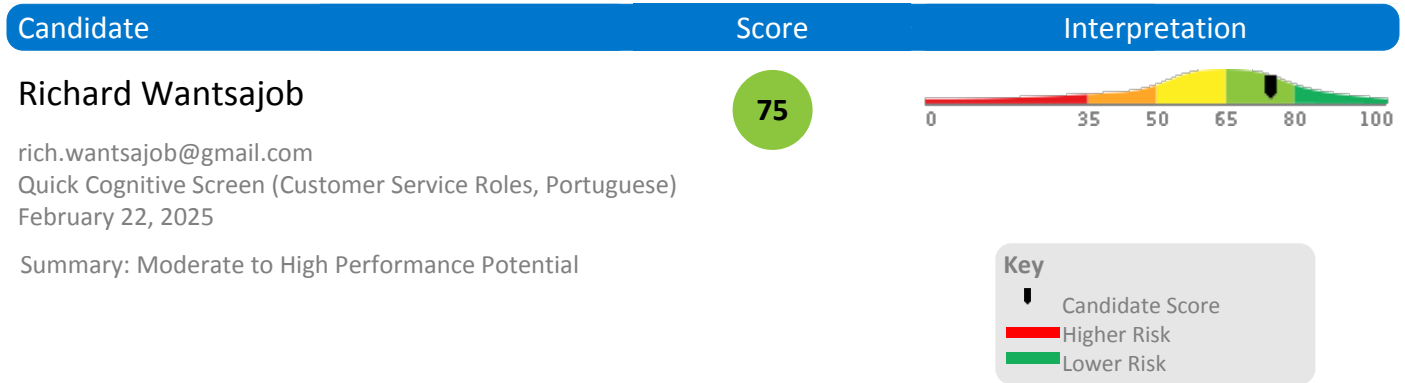 Candidate Score Interpretation
Richard Wantsajob
75
0 35 50 65 80 100
rich.wantsajob@gmail.com
Quick Cognitive Screen (Customer Service Roles, Portuguese)
February 22, 2025
Summary: Moderate to High Performance Potential
Key
Candidate Score
Higher Risk
Lower Risk